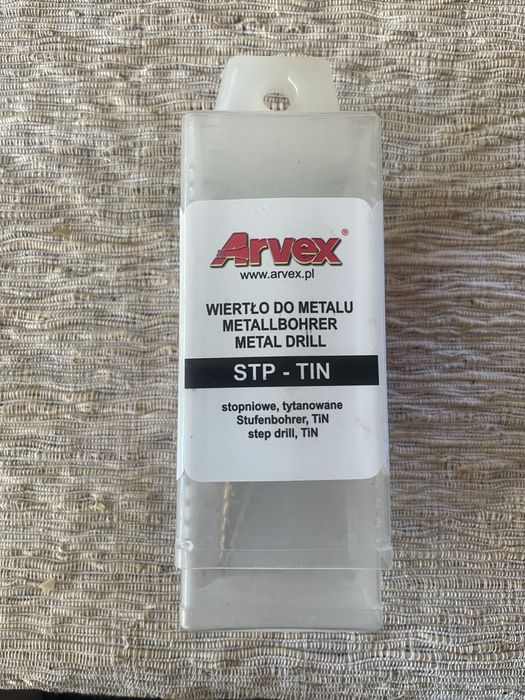 Arvex®
www.arvex.pl
WIERTŁO DO METALU
METALLBOHRER
METAL DRILL
STP - TIN
stopniowe, tytanowane
Stufenbohrer, TiN
step drill, TiN